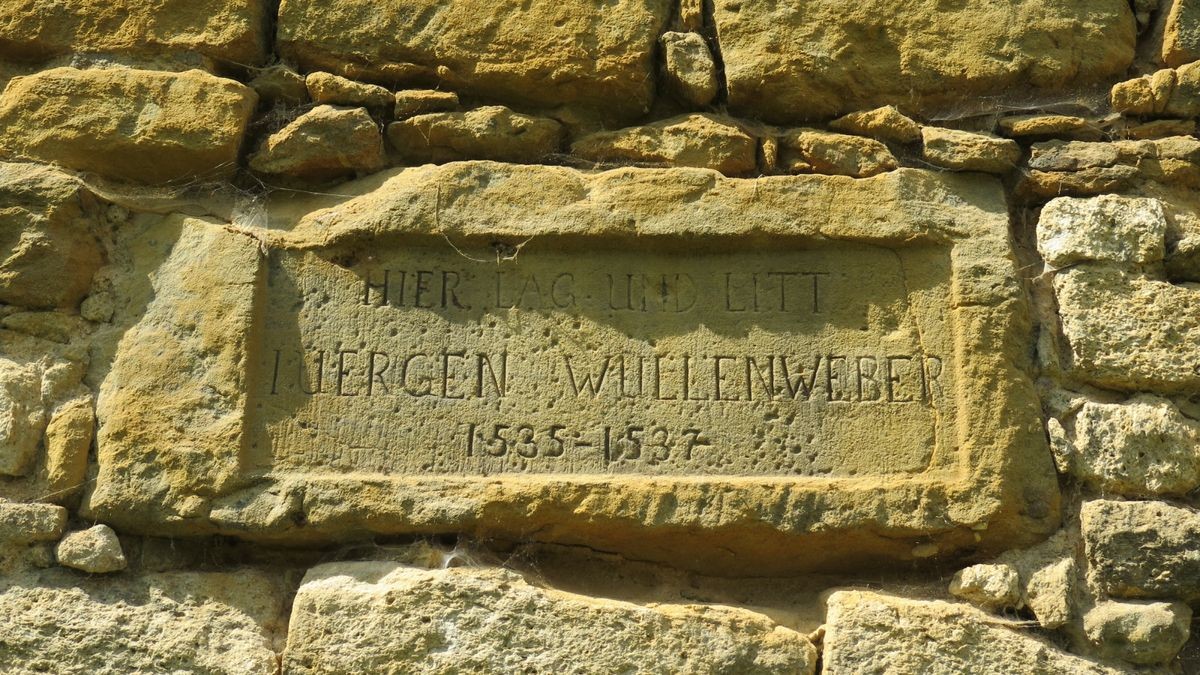 HIER LAG UND LITT
IUERGEN WULLENWEBER
1535-1537